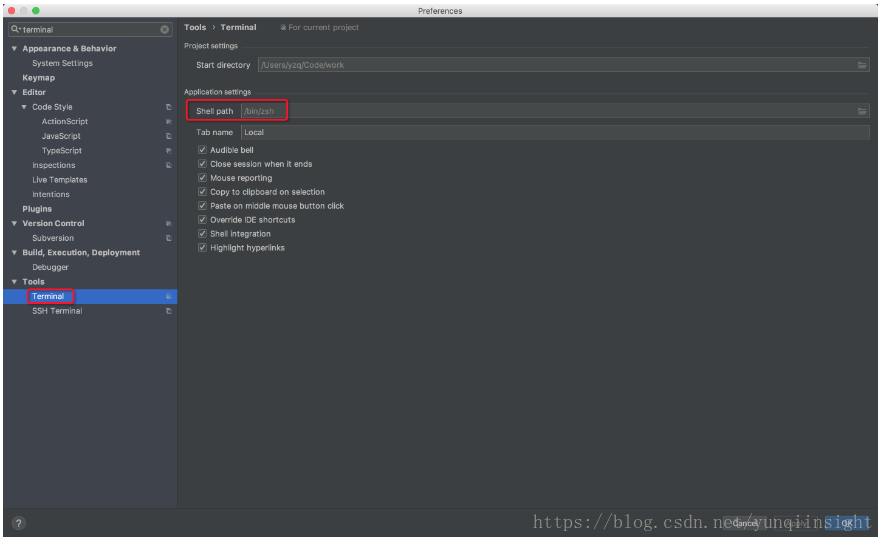 Preferences
terminal
Appearance & Behavior
System Settings
Keymap
Editor
Code Style
ActionScript
JavaScript
TypeScript
Inspections
Live Templates
Intentions
Plugins
Version Control
Subversion
Build, Execution, Deployment
Debugger
Tools
Terminal
SSH Terminal
Tools › Terminal
For current project
Project settings
Start directory /Users/yzq/Code/work
Application settings
Shell path /bin/zsh
Tab name Local
Audible bell
Close session when it ends
Mouse reporting
Copy to clipboard on selection
Paste on middle mouse button click
Override IDE shortcuts
Shell integration
Highlight hyperlinks
?
Cancel Apply OK
https://blog.csdn.net/yunqiinsight